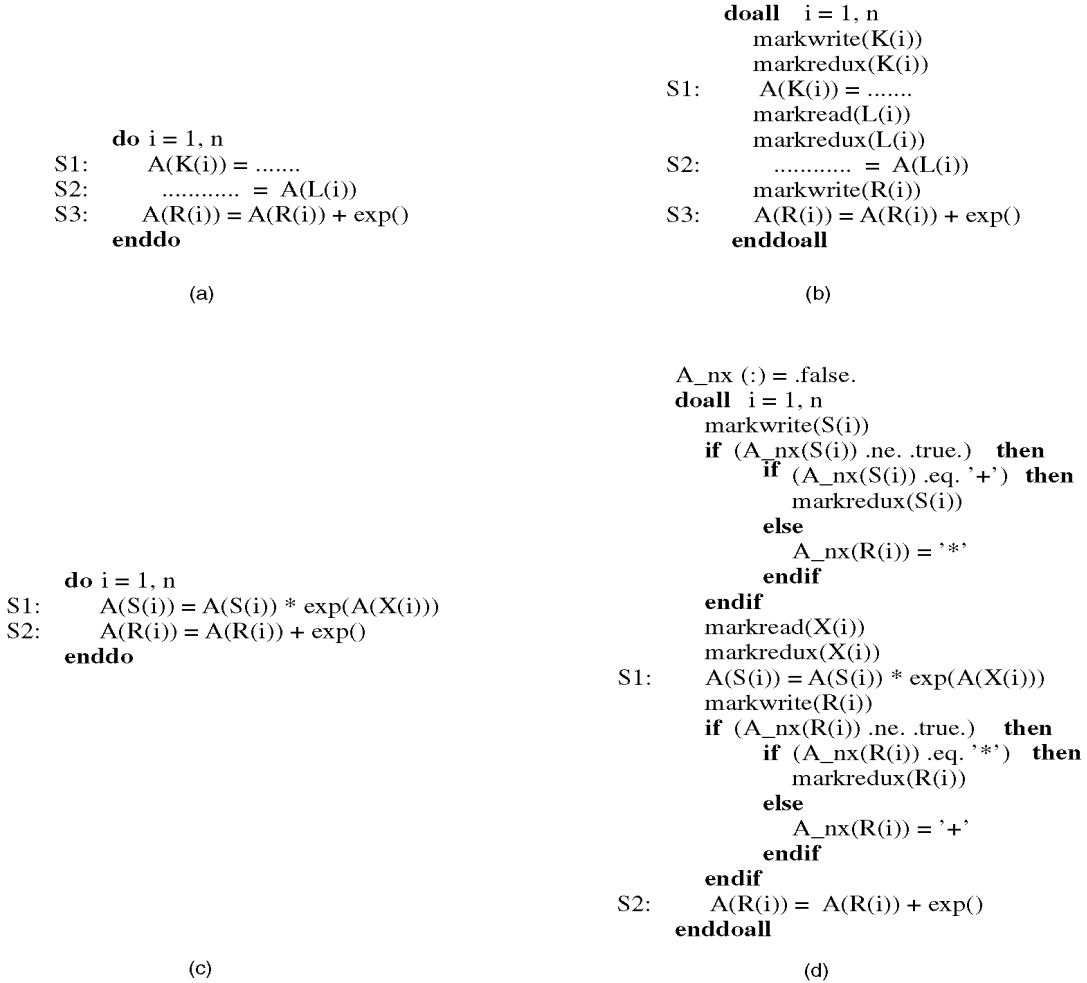 do i = 1, n
S1: A(K(i)) = .......
S2: ............ = A(L(i))
S3: A(R(i)) = A(R(i)) + exp()
enddo
(a)
doall i = 1, n
markwrite(K(i))
markredux(K(i))
S1: A(K(i)) = .......
markread(L(i))
markredux(L(i))
S2: ............ = A(L(i))
markwrite(R(i))
S3: A(R(i)) = A(R(i)) + exp()
enddoall
(b)
do i = 1, n
S1: A(S(i)) = A(S(i)) * exp(A(X(i)))
S2: A(R(i)) = A(R(i)) + exp()
enddo
(c)
A_nx (:) = .false.
doall i = 1, n
markwrite(S(i))
if (A_nx(S(i)) .ne. .true.) then
if (A_nx(S(i)) .eq. '+') then
markredux(S(i))
else
A_nx(R(i)) = '*'
endif
endif
markread(X(i))
markredux(X(i))
S1: A(S(i)) = A(S(i)) * exp(A(X(i)))
markwrite(R(i))
if (A_nx(R(i)) .ne. .true.) then
if (A_nx(R(i)) .eq. '*') then
markredux(R(i))
else
A_nx(R(i)) = '+'
endif
endif
S2: A(R(i)) = A(R(i)) + exp()
enddoall
(d)